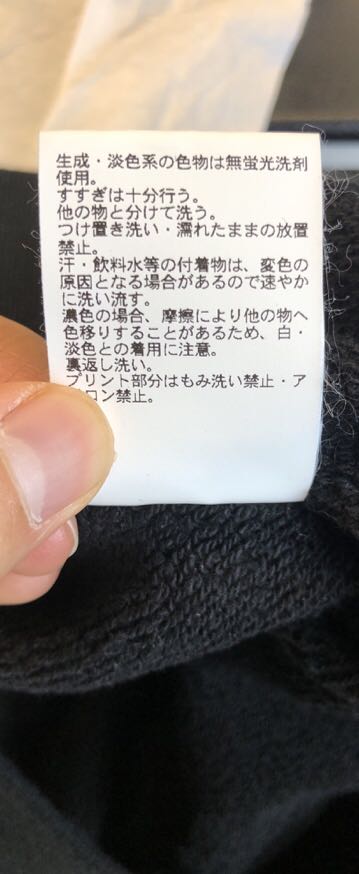 生成・淡色系の色物は無蛍光洗剤
使用。
すすぎは十分行う。
他の物と分けて洗う。
つけ置き洗い・濡れたままの放置
禁止。
汗・飲料水等の付着物は、変色の
原因となる場合があるので速やか
に洗い流す。
濃色の場合、摩擦により他の物へ
色移りすることがあるため、白・
淡色との着用に注意。
裏返し洗い。
プリント部分はもみ洗い禁止・ア
イロン禁止。